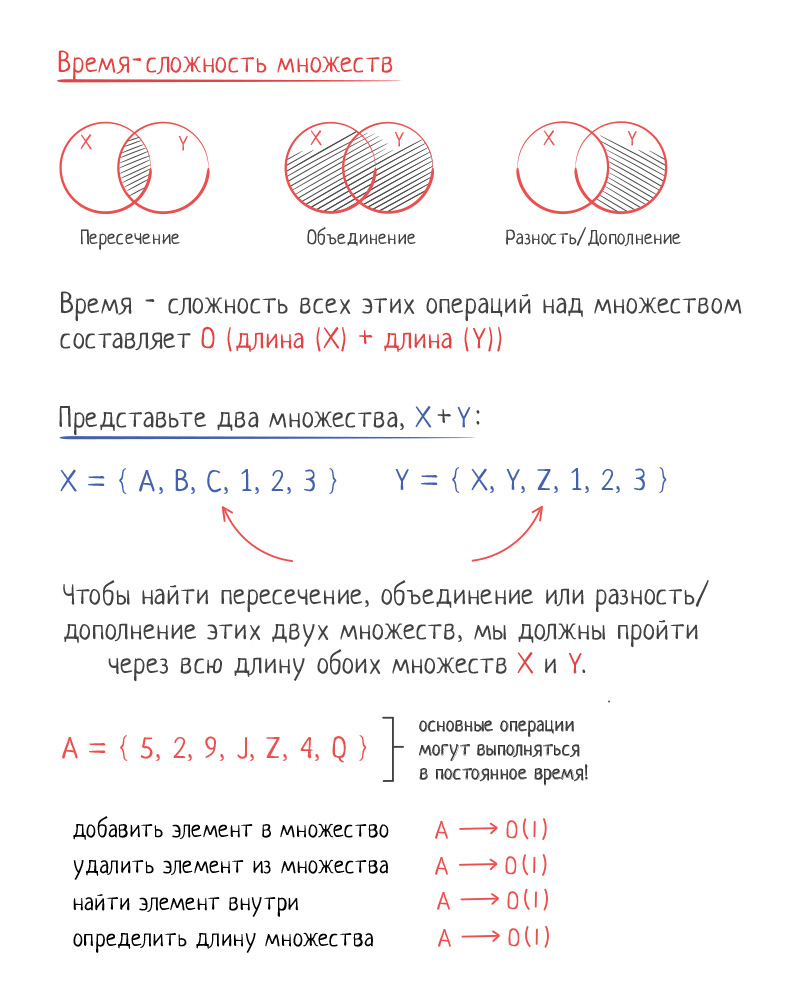 Время-сложность множеств
X Y
X Y
X Y
Пересечение
Объединение
Разность/Дополнение
Время - сложность всех этих операций над множеством
составляет O (длина (X) + длина (Y))
Представьте два множества, X+Y:
X = { A, B, C, 1, 2, 3 }
Y = { X, Y, Z, 1, 2, 3 }
Чтобы найти пересечение, объединение или разность/
дополнение этих двух множеств, мы должны пройти
через всю длину обоих множеств X и Y.
A = { 5, 2, 9, J, Z, 4, Q }
основные операции
могут выполняться
в постоянное время!
добавить элемент в множество A → O(1)
удалить элемент из множества A → O(1)
найти элемент внутри A → O(1)
определить длину множества A → O(1)